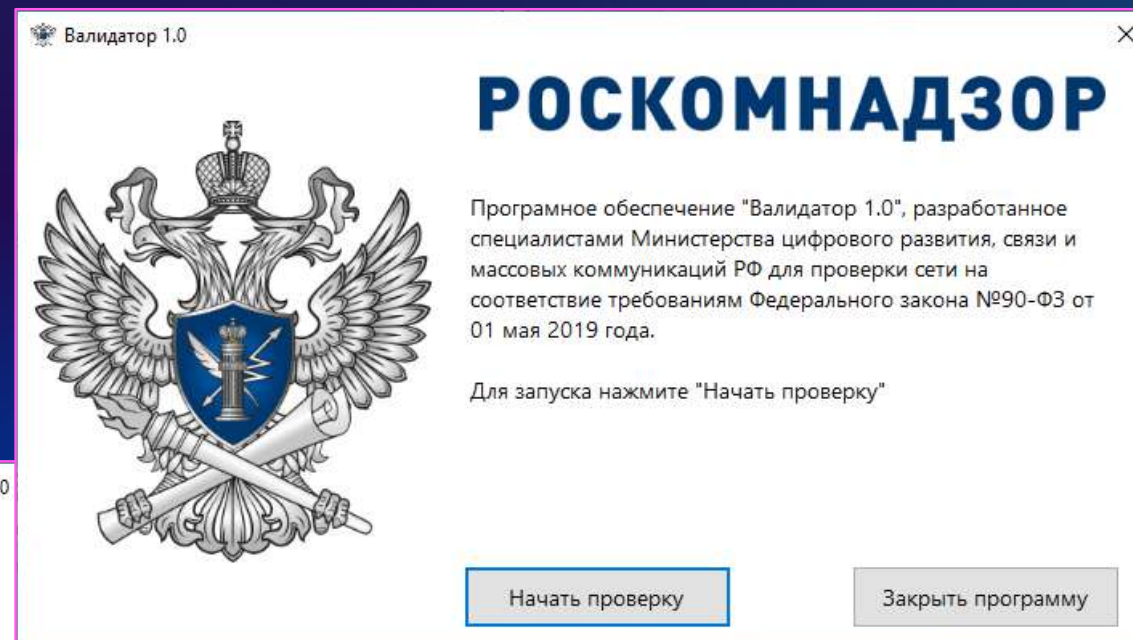 Валидатор 1.0
РОСКОМНАДЗОР
Програмное обеспечение "Валидатор 1.0", разработанное
специалистами Министерства цифрового развития, связи и
массовых коммуникаций РФ для проверки сети на
соответствие требованиям Федерального закона №90-ФЗ от
01 мая 2019 года.
Для запуска нажмите "Начать проверку"
0
Начать проверку
Закрыть программу